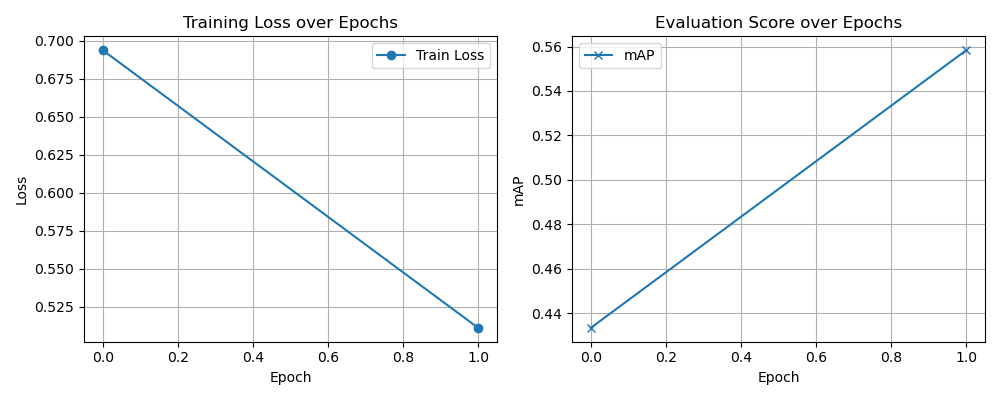 Training Loss over Epochs
0.700
0.675
0.650
0.625
0.600
0.575
0.550
0.525
Loss
Train Loss
0.0 0.2 0.4 0.6 0.8 1.0
Epoch
Evaluation Score over Epochs
0.56
0.54
0.52
0.50
0.48
0.46
0.44
mAP
mAP
0.0 0.2 0.4 0.6 0.8 1.0
Epoch